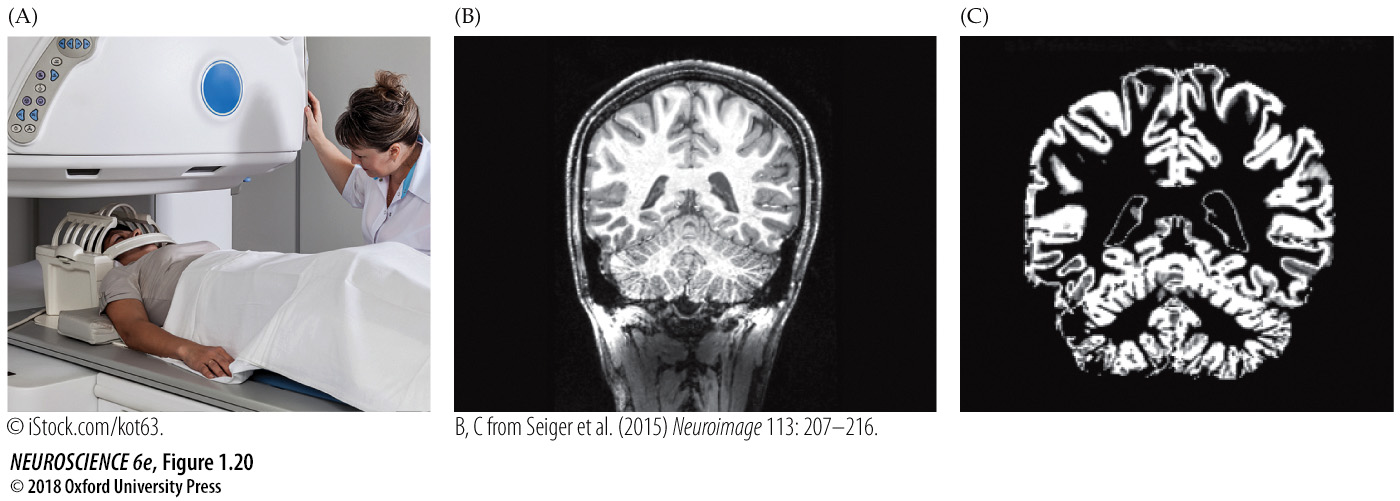 (A)
(B)
(C)
© iStock.com/kot63.
B, C from Seiger et al. (2015) Neuroimage 113: 207–216.
NEUROSCIENCE 6e, Figure 1.20
© 2018 Oxford University Press